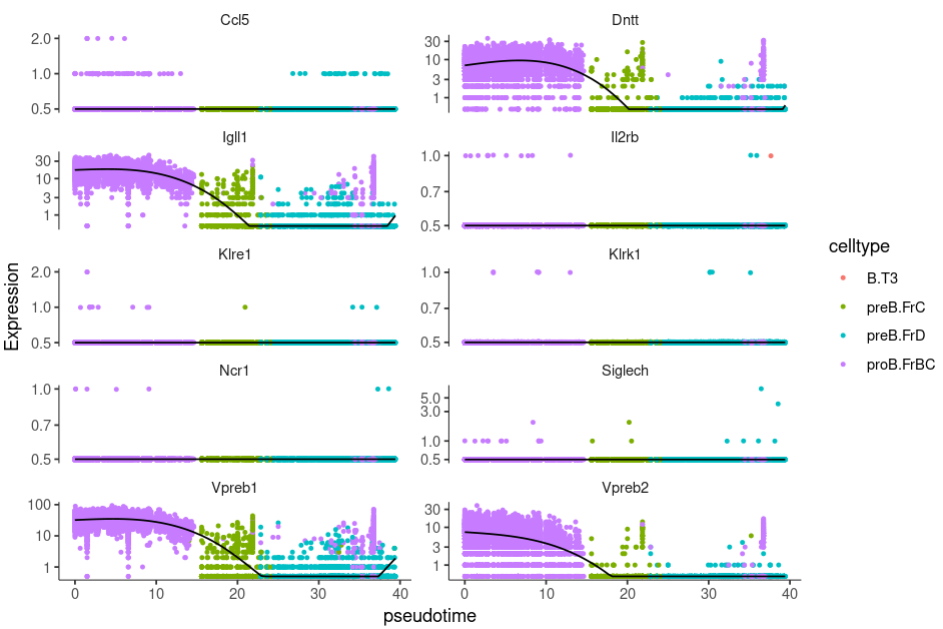 Ccl5 Dntt
2.0 30
10
1.0 3
1
0.5
Igll1 Il2rb
30 1.0
10
3 0.7
1
0.5
Klre1 Klrk1
2.0 1.0
1.0 0.7
0.5 0.5
Ncr1 Siglech
1.0 5.0
3.0
0.7
1.0
0.5 0.5
Vpreb1 Vpreb2
100 30
10 10
3
1 1
0 10 20 30 40 0 10 20 30 40
pseudotime
Expression
celltype
B.T3
preB.FrC
preB.FrD
proB.FrBC